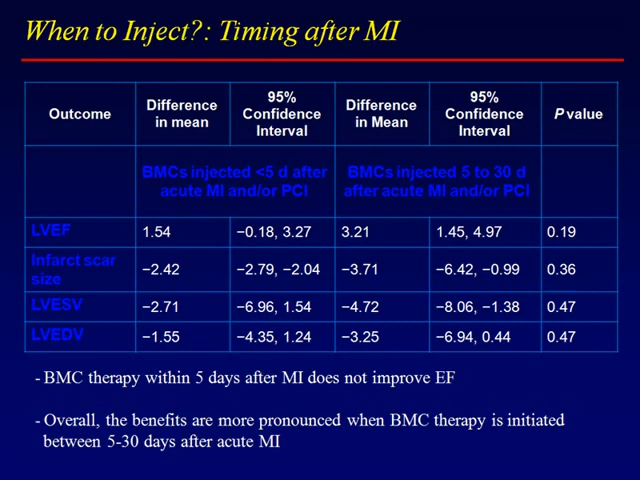 When to Inject?: Timing after MI
Outcome
Difference in mean
95% Confidence Interval
Difference in Mean
95% Confidence Interval
P value
BMCs injected <5 d after acute MI and/or PCI
BMCs injected 5 to 30 d after acute MI and/or PCI
LVEF 1.54 −0.18, 3.27 3.21 1.45, 4.97 0.19
Infarct scar size −2.42 −2.79, −2.04 −3.71 −6.42, −0.99 0.36
LVESV −2.71 −6.96, 1.54 −4.72 −8.06, −1.38 0.47
LVEDV −1.55 −4.35, 1.24 −3.25 −6.94, 0.44 0.47
- BMC therapy within 5 days after MI does not improve EF
- Overall, the benefits are more pronounced when BMC therapy is initiated
between 5-30 days after acute MI